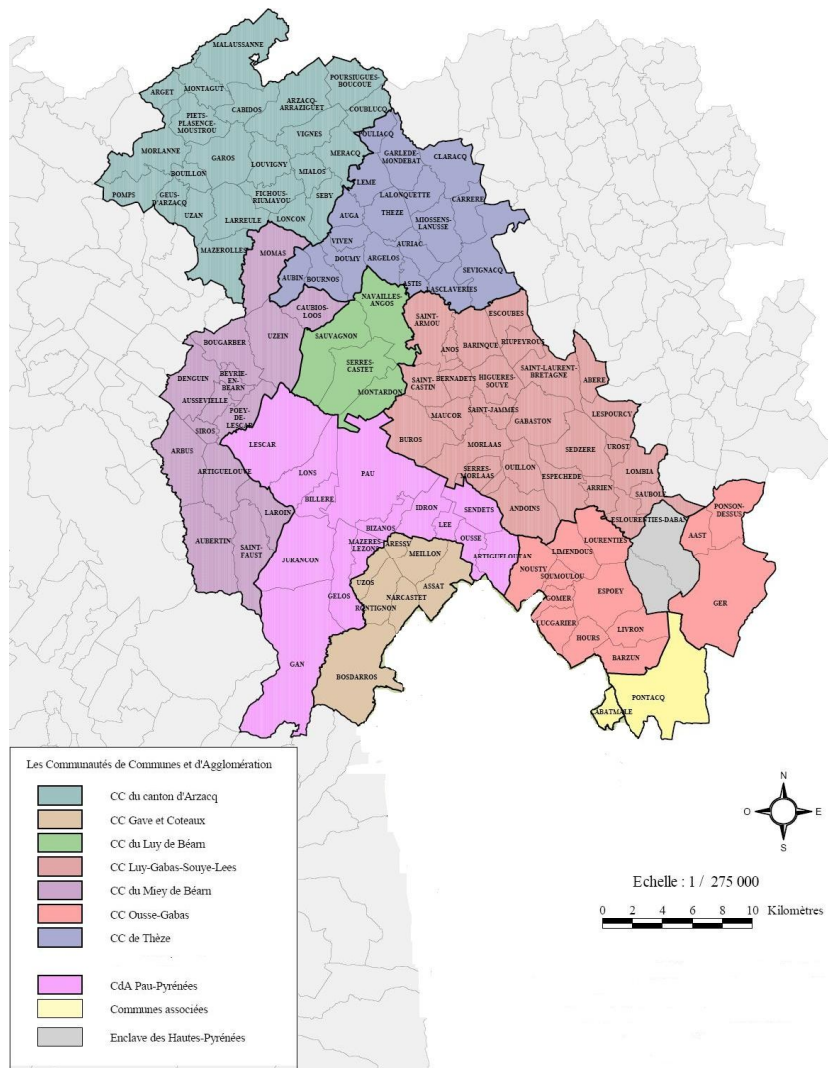 MALAUSSANNE
ARGET
MONTAGUT
POURSIUGUES-
BOUCOUE
CABIDOS
ARZACQ-
ARRAZIGUET
COUBLUCQ
PIETS-
PLASENCE-
MOUSTROU
VIGNES
POULIACQ
MORLANNE
GAROS
LOUVIGNY
MERACQ
GARLEDE-
MONDEBAT
CLARACQ
BOUILLON
MIALOS
LEME
POMPS
GEUS-
D'ARZACQ
FICHOUS-
RIUMAYOU
SEBY
LALONQUETTE
CARRERE
UZAN
LARREULE
LONCON
AUGA
THEZE
MIOSSENS-
LANUSSE
MAZEROLLES
MOMAS
VIVEN
DOUMY
ARGELOS
AURIAC
SEVIGNACQ
AUBIN
BOURNOS
ASTIS
LASCLAVERIES
NAVAILLES-
ANGOS
CAUBIOS-
LOOS
SAINT-
ARMOU
ESCOUBES
BOUGARBER
UZEIN
SAUVAGNON
ANOS
BARINQUE
RIUPEYROUS
DENGUIN
BEYRIE-
EN-
BEARN
SERRES-
CASTET
SAINT-
CASTIN
BERNADETS
HIGUERES-
SOUYE
SAINT-LAURENT-
BRETAGNE
ABERE
AUSSEVIELLE
MONTARDON
POEY-
DE-
LESCAR
MAUCOR
SAINT-JAMMES
GABASTON
LESPOURCY
SIROS
LESCAR
BUROS
MORLAAS
SEDZERE
UROST
ARBUS
ARTIGUELOUVE
LONS
PAU
SERRES-
MORLAAS
OUILLON
ESPECHEDE
ARRIEN
LOMBIA
SAUBOLE
BILLERE
LAROIN
IDRON
SENDETS
ANDOINS
ESLOURENTIES-DABAN
PONSON-
DESSUS
BIZANOS
LEE
OUSSE
LOURENTIES
AAST
AUBERTIN
SAINT-
FAUST
JURANCON
MAZERES-
LEZONS
ARESSY
MEILLON
ARTIGUELOUTAN
LIMENDOUS
NOUSTY
SOUMOULOU
UZOS
ASSAT
GELOS
NARCASTET
RONTIGNON
GOMER
ESPOEY
GER
LUCGARIER
HOURS
LIVRON
BARZUN
GAN
BOSDARROS
PONTACQ
LABATMALE
Les Communautés de Communes et d'Agglomération
CC du canton d'Arzacq
CC Gave et Coteaux
CC du Luy de Béarn
CC Luy-Gabas-Souye-Lees
CC du Miey de Béarn
CC Ousse-Gabas
CC de Thèze
CdA Pau-Pyrénées
Communes associées
Enclave des Hautes-Pyrénées
N
O
E
S
Echelle : 1 / 275 000
0 2 4 6 8 10 Kilomètres